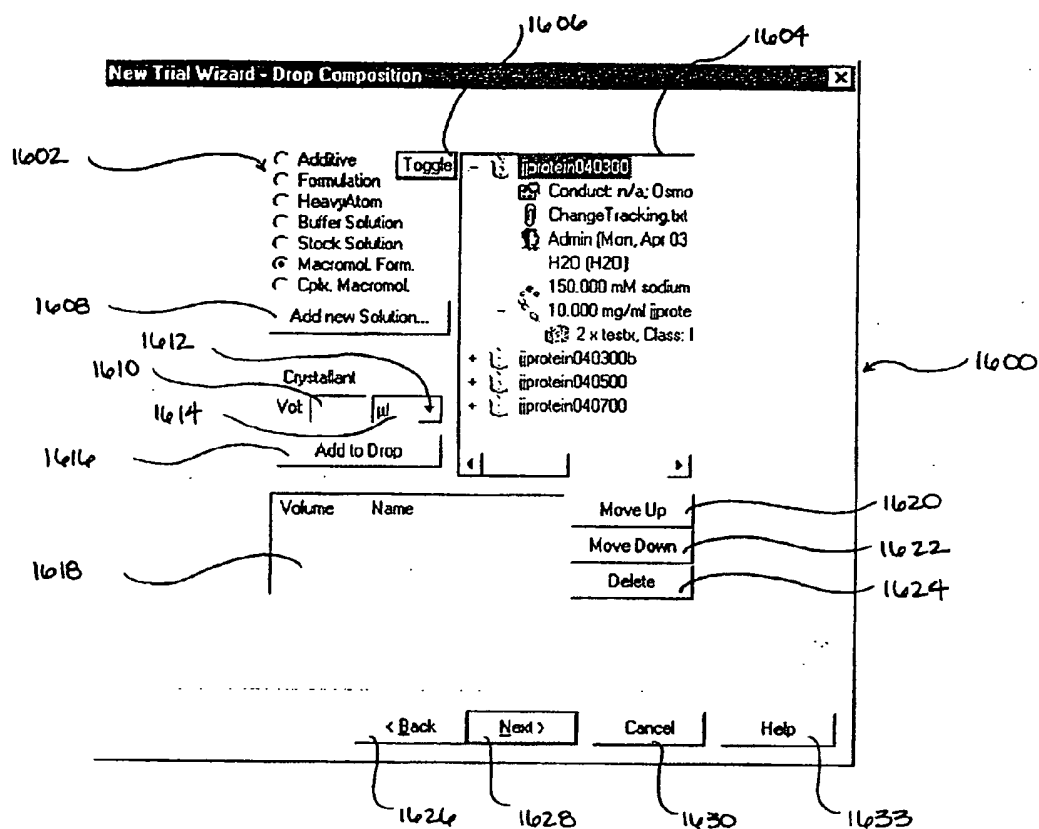 1606
1604
New Trial Wizard - Drop Composition
1602
Additive
Toggle
jjprotein040300
Formulation
Conduct: n/a; Osmo
HeavyAtom
ChangeTracking.txt
Buffer Solution
Admin (Mon, Apr 03
Stock Solution
H2O (H2O)
Macromol. Form.
150.000 mM sodium
Cplx. Macromol.
10.000 mg/ml jjprote
1608
Add new Solution...
2 x testx, Class: I
1612
jjprotein040300b
1600
1610
Crystallant
jjprotein040500
Vol:
µl
jjprotein040700
1614
1616
Add to Drop
Volume Name
Move Up
1620
Move Down
1622
1618
Delete
1624
< Back
Next >
Cancel
Help
1626
1628
1630
1633